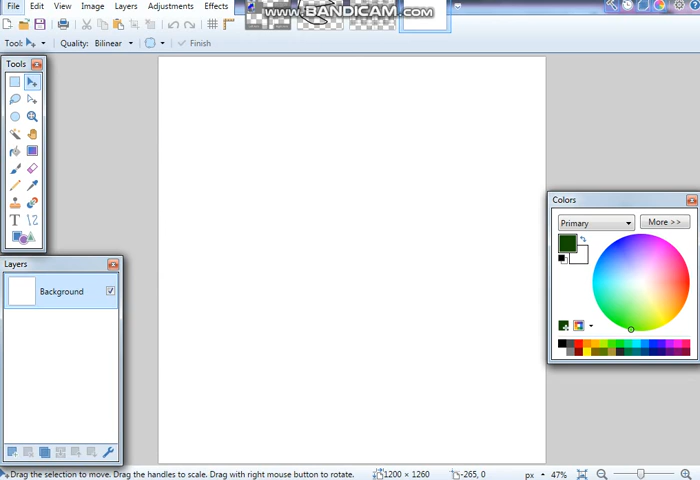 File Edit View Image Layers Adjustments Effects
www.BANDICAM.com
Tool: Quality: Bilinear Finish
Tools
Colors
Primary More >>
Layers
Background
Drag the selection to move. Drag the handles to scale. Drag with right mouse button to rotate. 1200 × 1260 -265, 0 px 47%